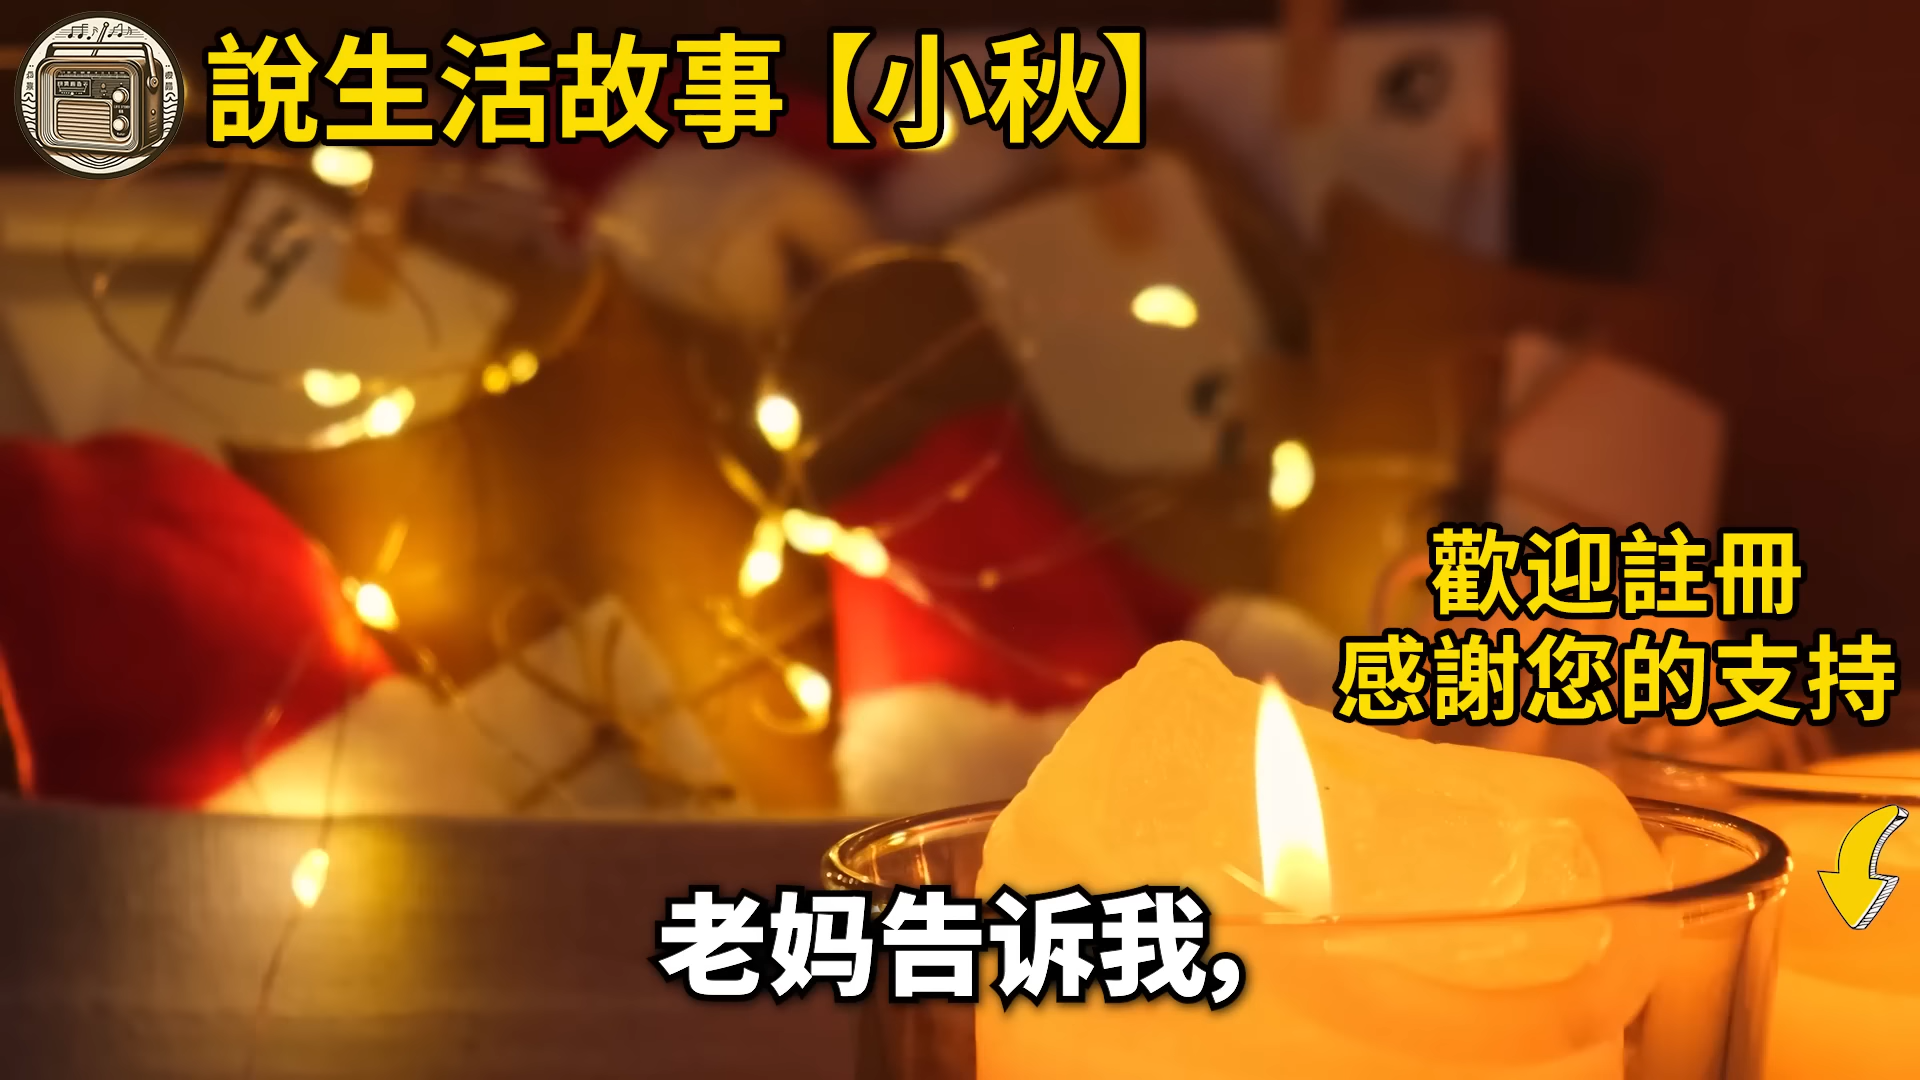 說生活故事【小秋】
歡迎註冊
感謝您的支持
老妈告诉我,